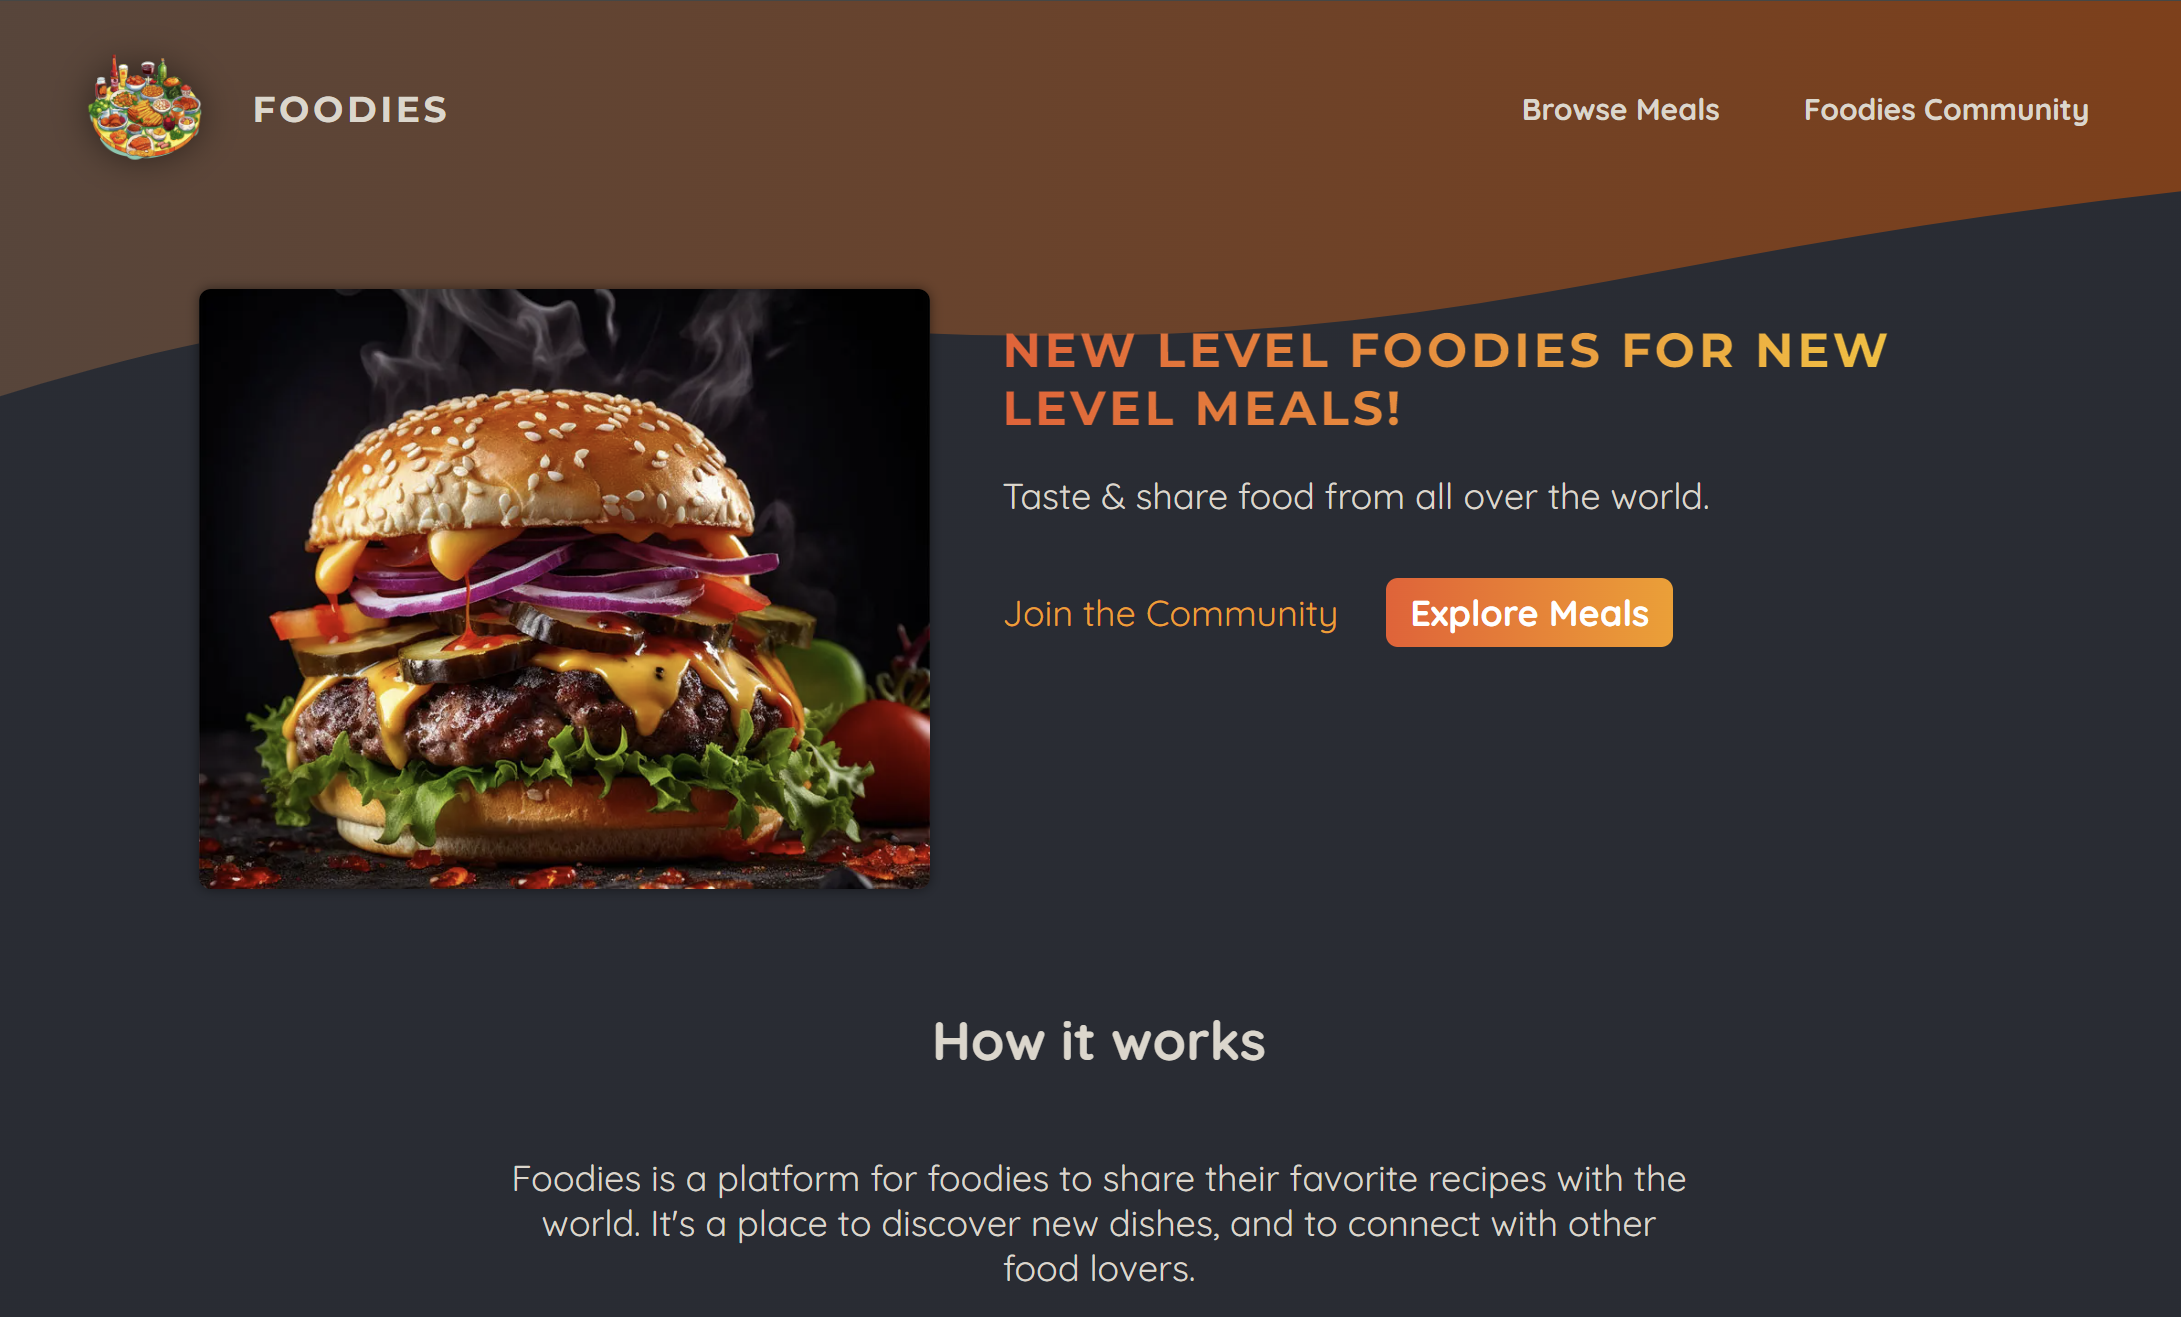 FOODIES
Browse Meals
Foodies Community
NEW LEVEL FOODIES FOR NEW
LEVEL MEALS!
Taste & share food from all over the world.
Join the Community
Explore Meals
How it works
Foodies is a platform for foodies to share their favorite recipes with the
world. It's a place to discover new dishes, and to connect with other
food lovers.